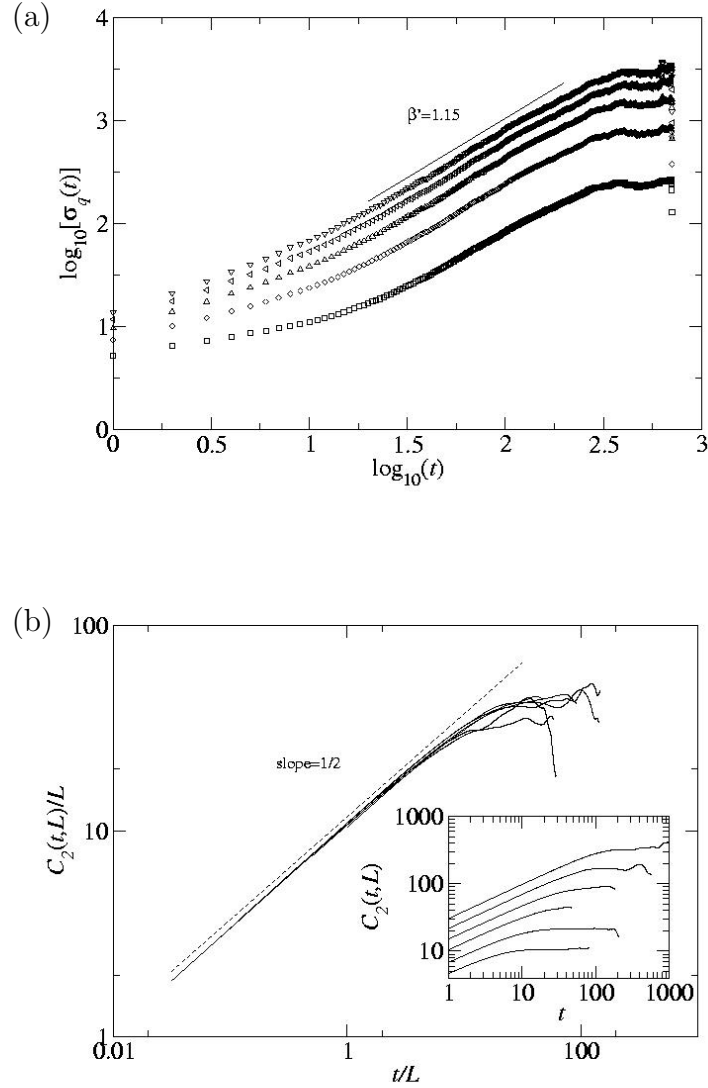 (a)
4
3
2
1
0
log10[σq(t)]
β'=1.15
0 0.5 1 1.5 2 2.5 3
log10(t)
(b)
100
10
1
C2(t,L)/L
slope=1/2
0.01 1 100
t/L
1000
100
10
C2(t,L)
1 10 100 1000
t